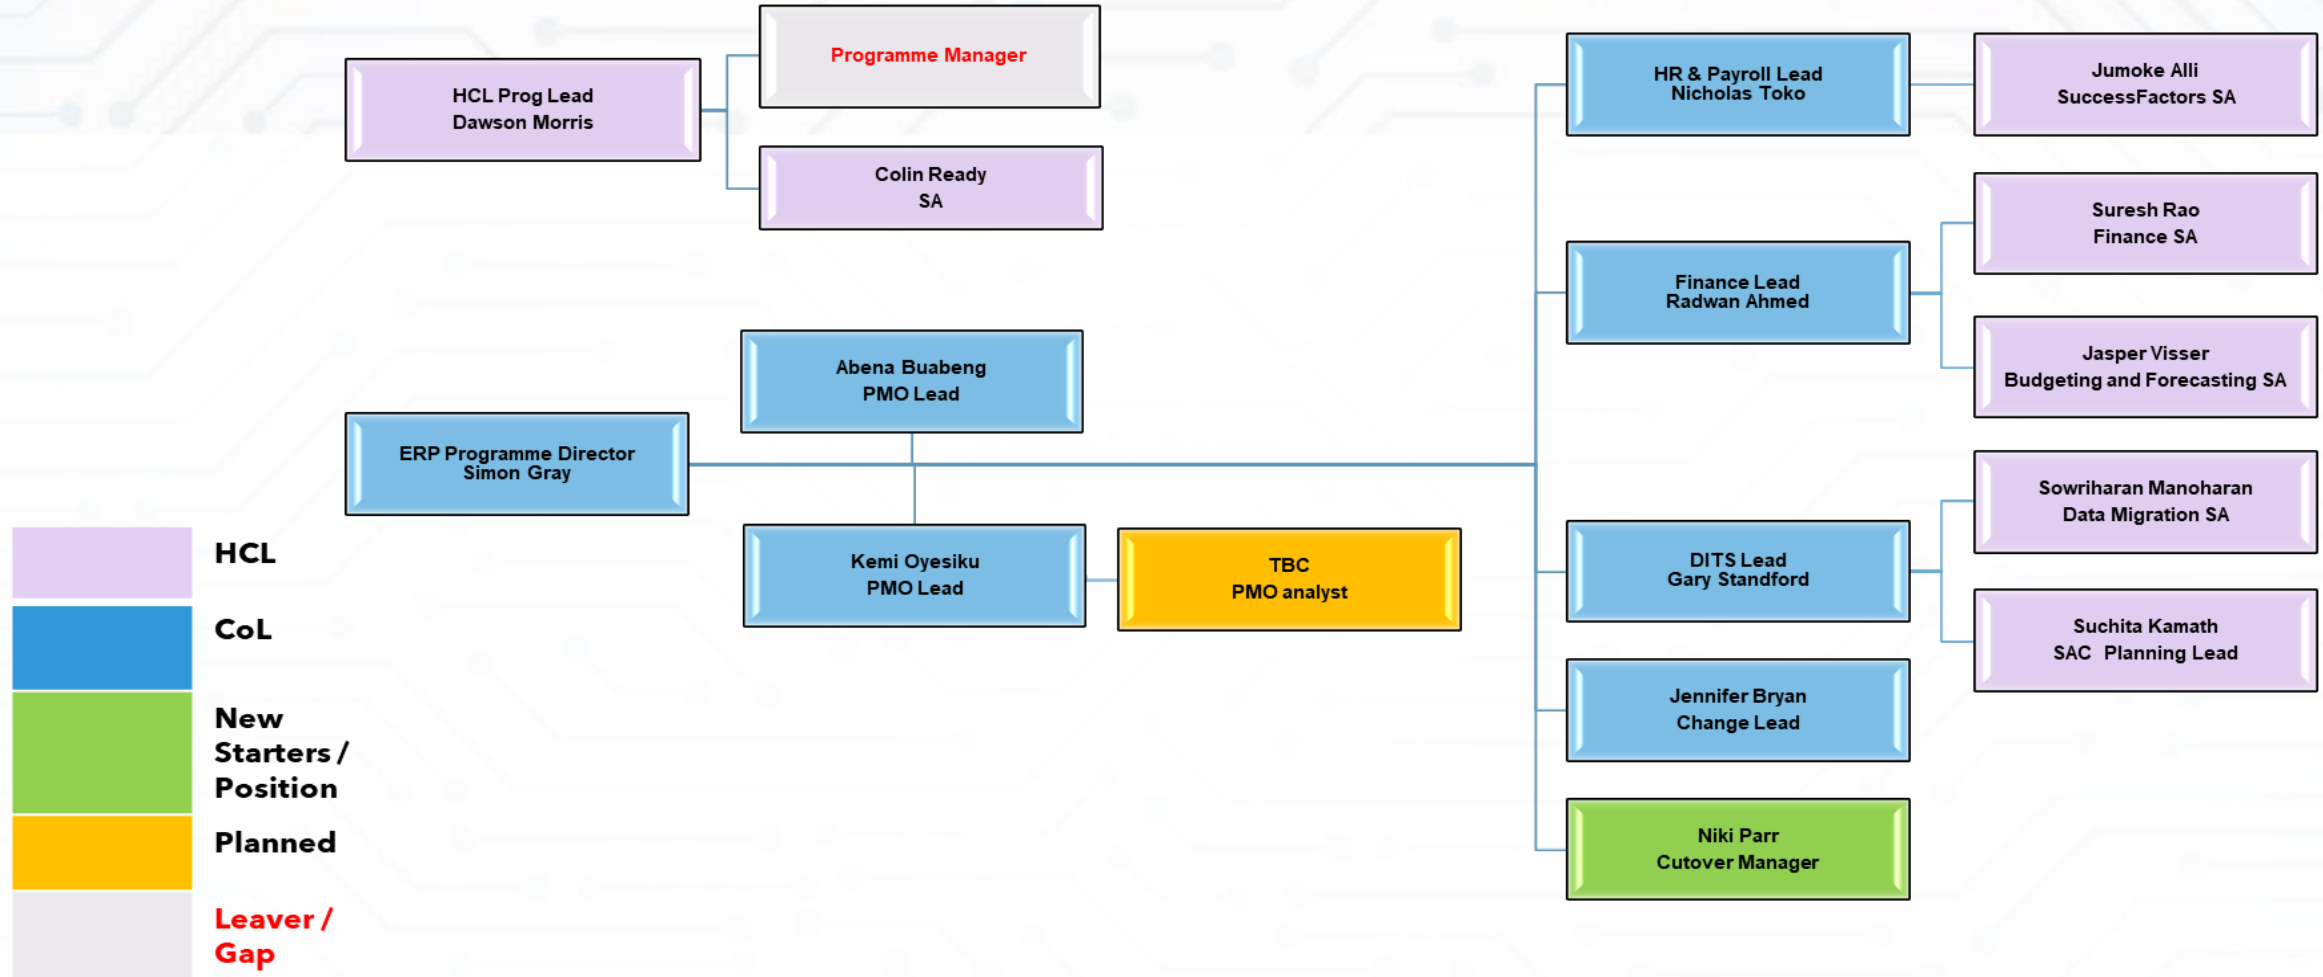 Programme Manager
HCL Prog Lead
Dawson Morris
Colin Ready
SA
Abena Buabeng
PMO Lead
ERP Programme Director
Simon Gray
Kemi Oyesiku
PMO Lead
TBC
PMO analyst
HR & Payroll Lead
Nicholas Toko
Jumoke Alli
SuccessFactors SA
Finance Lead
Radwan Ahmed
Suresh Rao
Finance SA
Jasper Visser
Budgeting and Forecasting SA
DITS Lead
Gary Standford
Sowriharan Manoharan
Data Migration SA
Suchita Kamath
SAC Planning Lead
Jennifer Bryan
Change Lead
Niki Parr
Cutover Manager
HCL
CoL
New
Starters /
Position
Planned
Leaver /
Gap